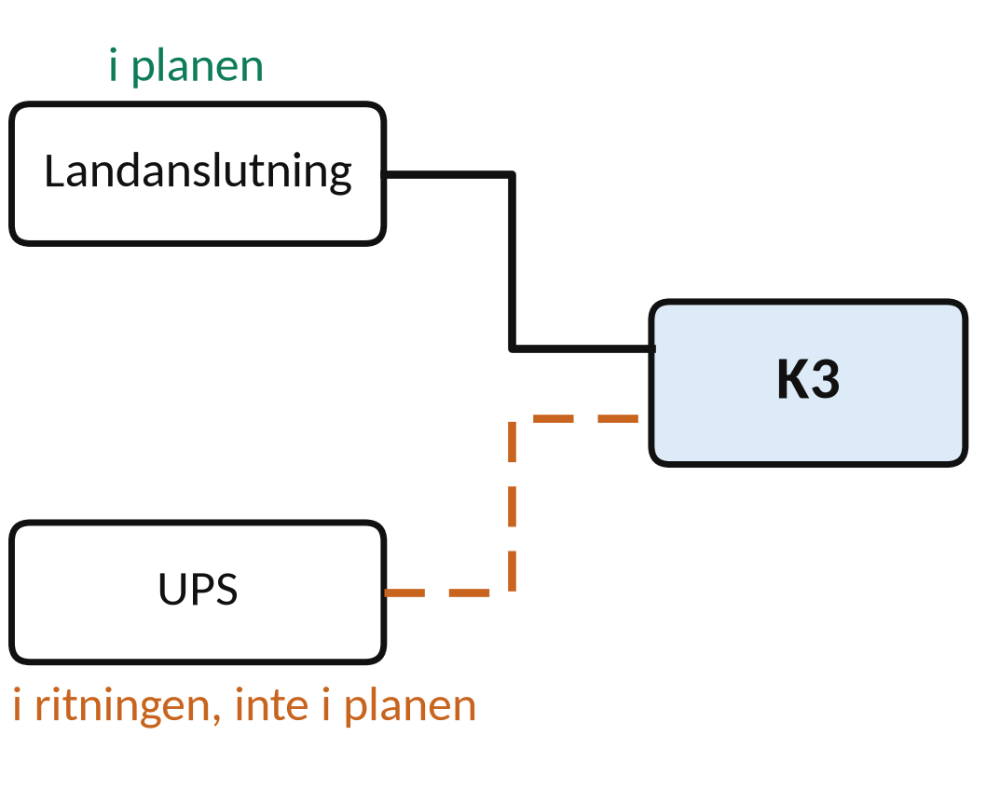 i planen
Landanslutning
K3
UPS
i ritningen, inte i planen